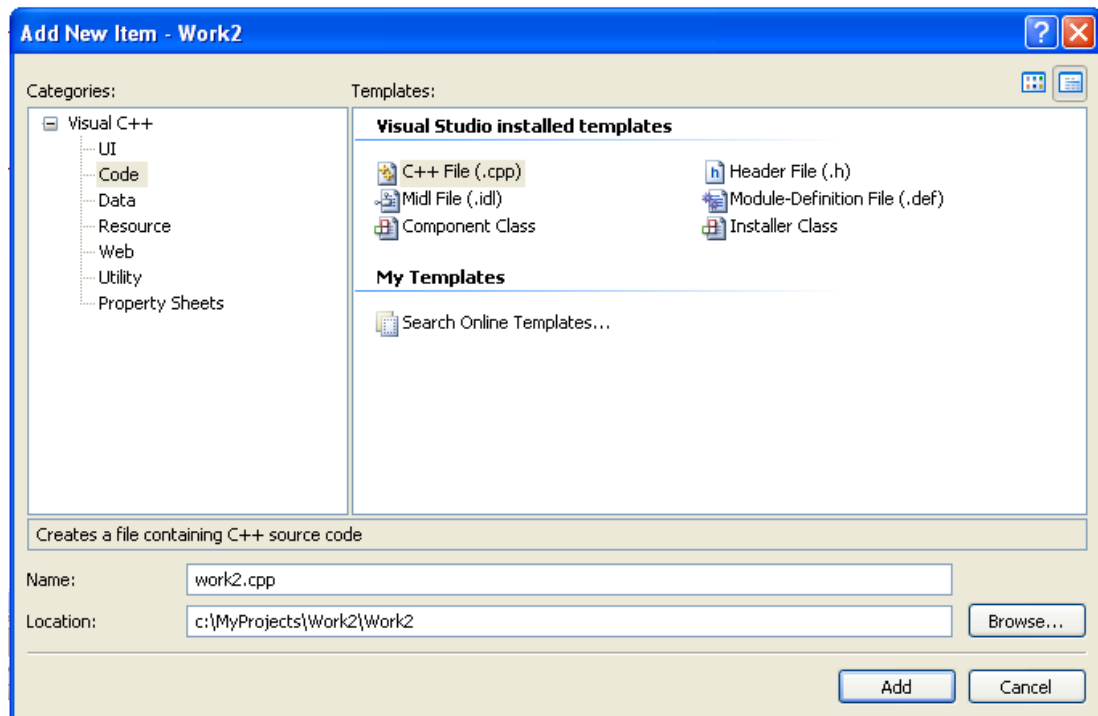 Add New Item - Work2
Categories:
Templates:
Visual C++
UI
Code
Data
Resource
Web
Utility
Property Sheets
Visual Studio installed templates
C++ File (.cpp)
Header File (.h)
Midl File (.idl)
Module-Definition File (.def)
Component Class
Installer Class
My Templates
Search Online Templates...
Creates a file containing C++ source code
Name:
work2.cpp
Location:
c:\MyProjects\Work2\Work2
Browse...
Add
Cancel